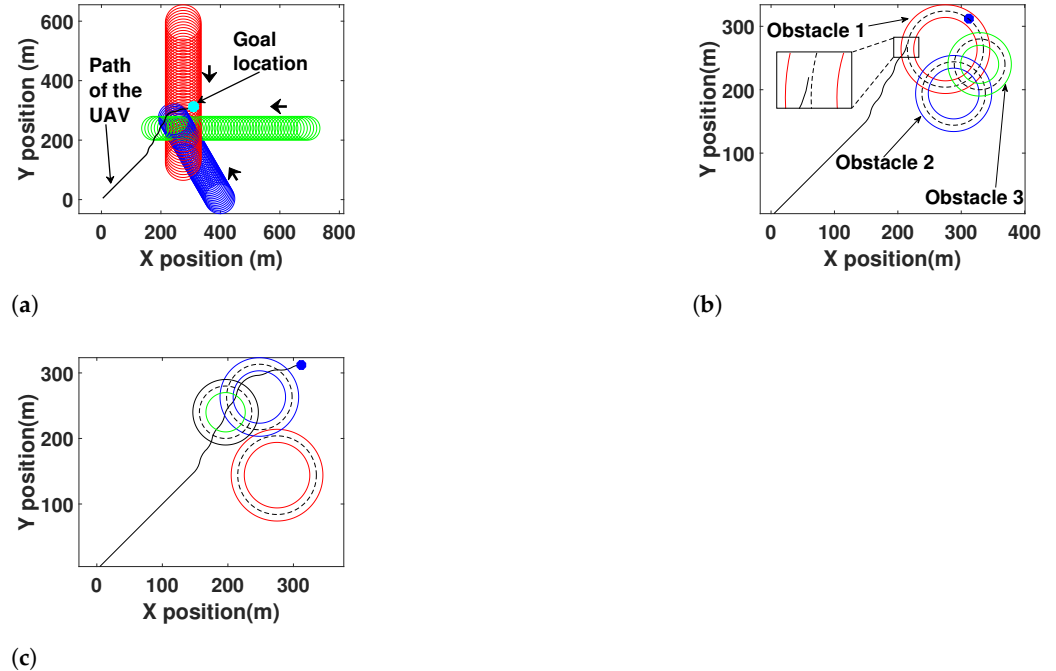 600
400
200
0
Y position (m)
Path
of the
UAV
Goal
location
0
200
400
600
800
X position (m)
(a)
300
200
100
Y position(m)
Obstacle 1
Obstacle 2
Obstacle 3
0
100
200
300
400
X position(m)
(b)
300
200
100
Y position(m)
0
100
200
300
X position(m)
(c)